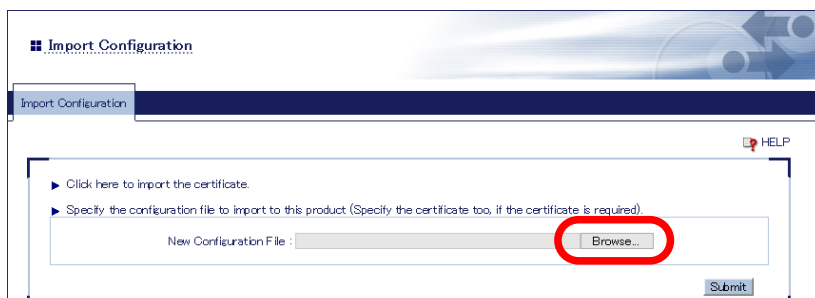 Import Configuration
Import Configuration
HELP
Click here to import the certificate.
Specify the configuration file to import to this product (Specify the certificate too, if the certificate is required).
New Configuration File : Browse...
Submit